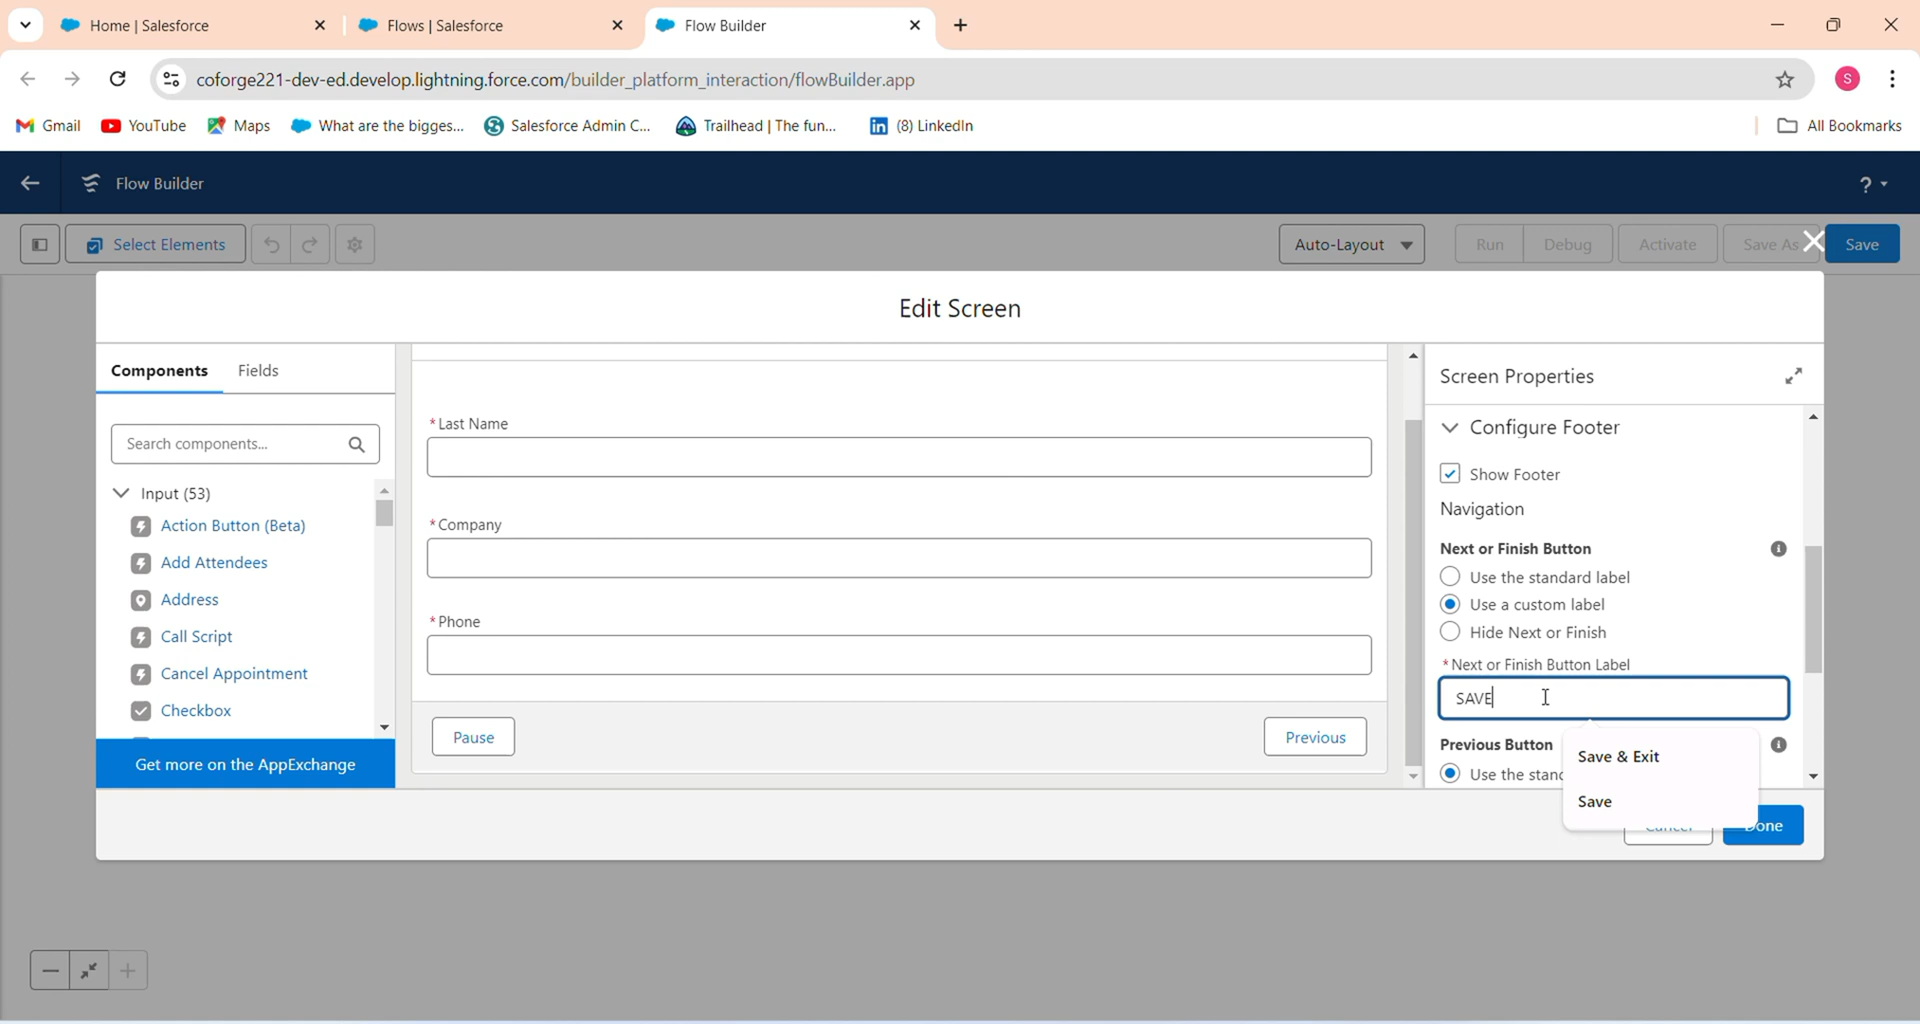 Home | Salesforce
Flows | Salesforce
Flow Builder
coforge221-dev-ed.develop.lightning.force.com/builder_platform_interaction/flowBuilder.app
S
Gmail
YouTube
Maps
What are the bigges...
Salesforce Admin C...
Trailhead | The fun...
(8) LinkedIn
All Bookmarks
Flow Builder
?
Select Elements
Auto-Layout
Run
Debug
Activate
Save As
Save
Edit Screen
Components
Fields
Search components...
Input (53)
Action Button (Beta)
Add Attendees
Address
Call Script
Cancel Appointment
Checkbox
Get more on the AppExchange
* Last Name
* Company
* Phone
Pause
Previous
Screen Properties
Configure Footer
Show Footer
Navigation
Next or Finish Button
Use the standard label
Use a custom label
Hide Next or Finish
* Next or Finish Button Label
SAVE
Previous Button
Use the stand
Save & Exit
Save
Cancel
Done